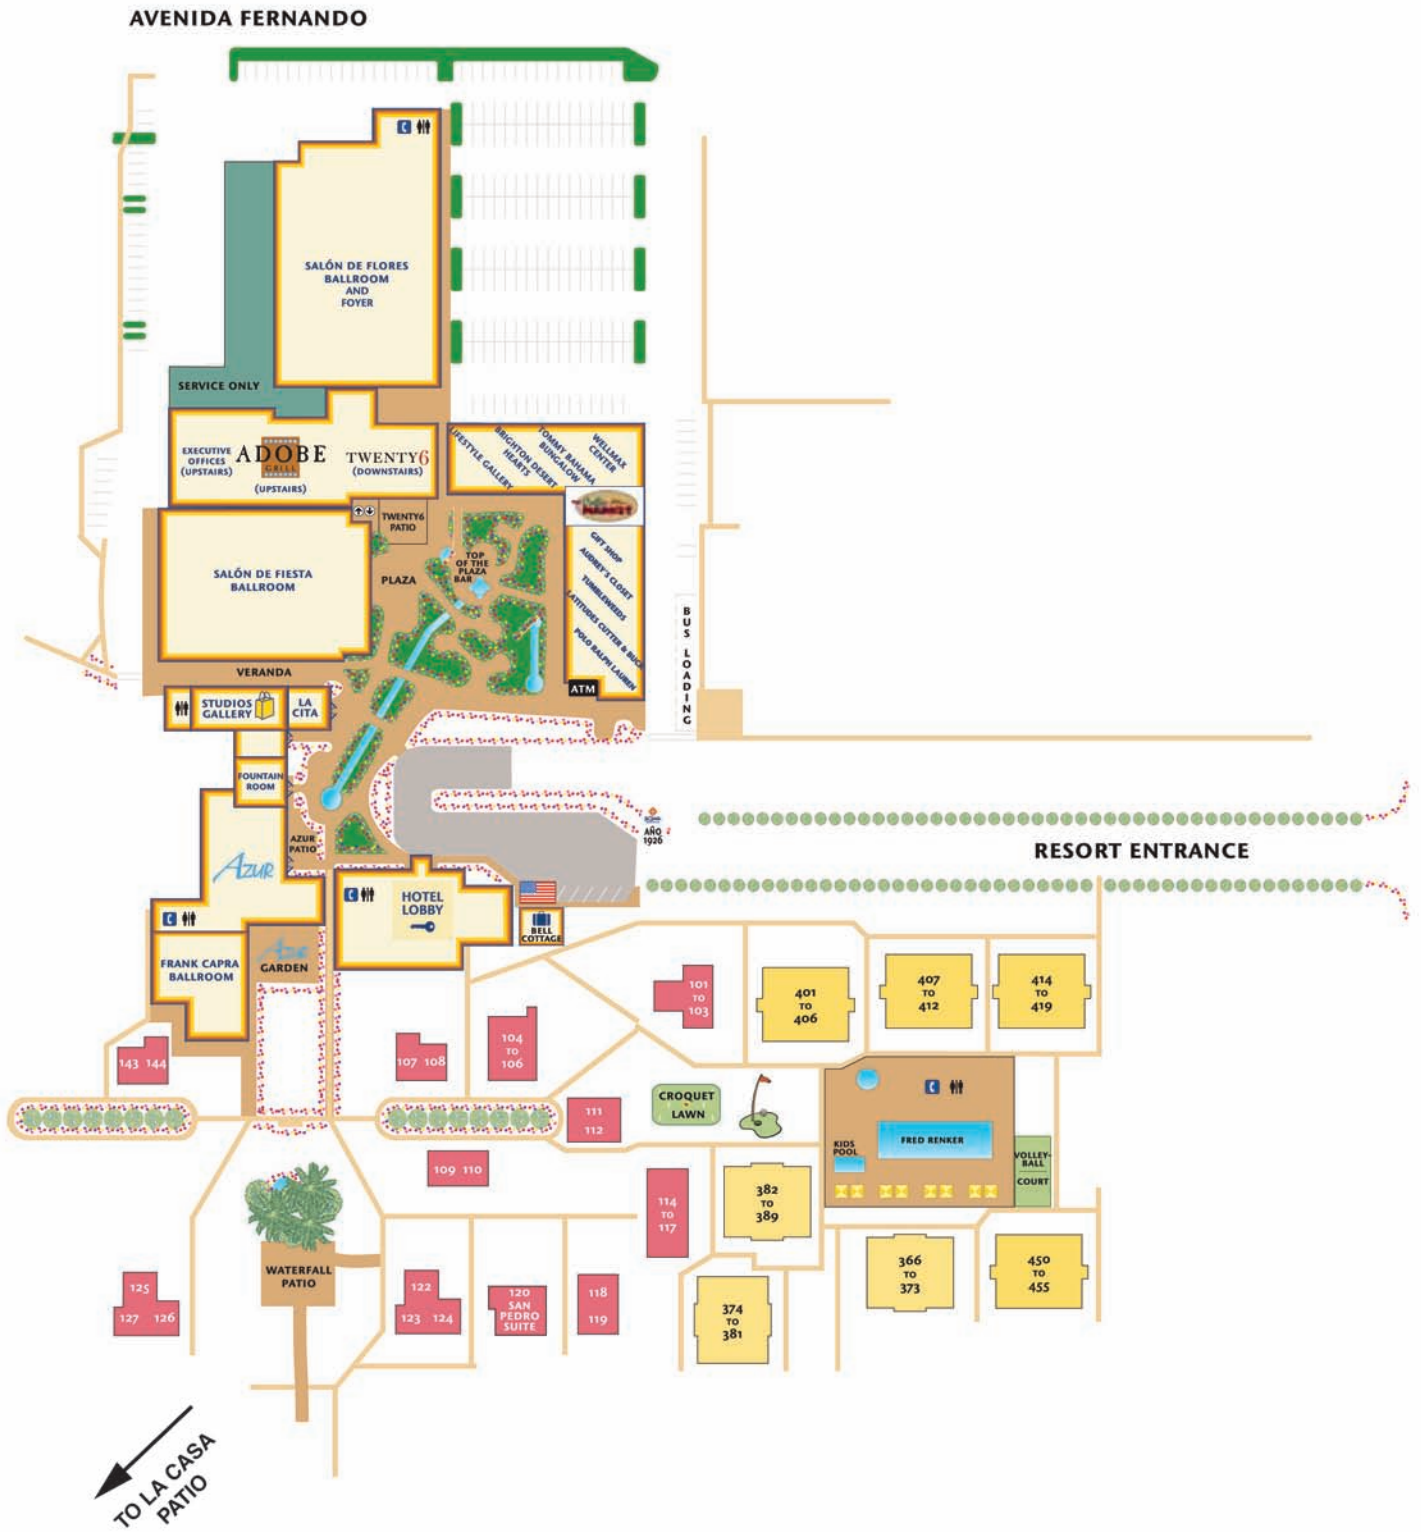 AVENIDA FERNANDO
SALÓN DE FLORES
BALLROOM
AND
FOYER
SERVICE ONLY
EXECUTIVE
OFFICES
(UPSTAIRS)
ADOBE
GRILL
(UPSTAIRS)
TWENTY6
(DOWNSTAIRS)
LIFESTYLE GALLERY
BRIGHTON DESERT
HEARTS
TOMMY BAHAMA
BUNGALOW
WELLMAX
CENTER
MARKET
TWENTY6
PATIO
GIFT SHOP
AUDREY'S CLOSET
TUMBLEWEEDS
LATITUDES CUTTER & BUCK
POLO RALPH LAUREN
ATM
TOP
OF THE
PLAZA
BAR
PLAZA
SALÓN DE FIESTA
BALLROOM
VERANDA
BUS LOADING
STUDIOS
GALLERY
LA
CITA
FOUNTAIN
ROOM
AZUR
PATIO
AZUR
AÑO
1926
RESORT ENTRANCE
HOTEL
LOBBY
BELL
COTTAGE
FRANK CAPRA
BALLROOM
GARDEN
101
TO
103
401
TO
406
407
TO
412
414
TO
419
143 144
107 108
104
TO
106
111
112
CROQUET
LAWN
FRED RENKER
KIDS
POOL
VOLLEY-
BALL
COURT
109 110
114
TO
117
382
TO
389
WATERFALL
PATIO
125
127 126
122
123 124
120
SAN
PEDRO
SUITE
118
119
374
TO
381
366
TO
373
450
TO
455
TO LA CASA
PATIO